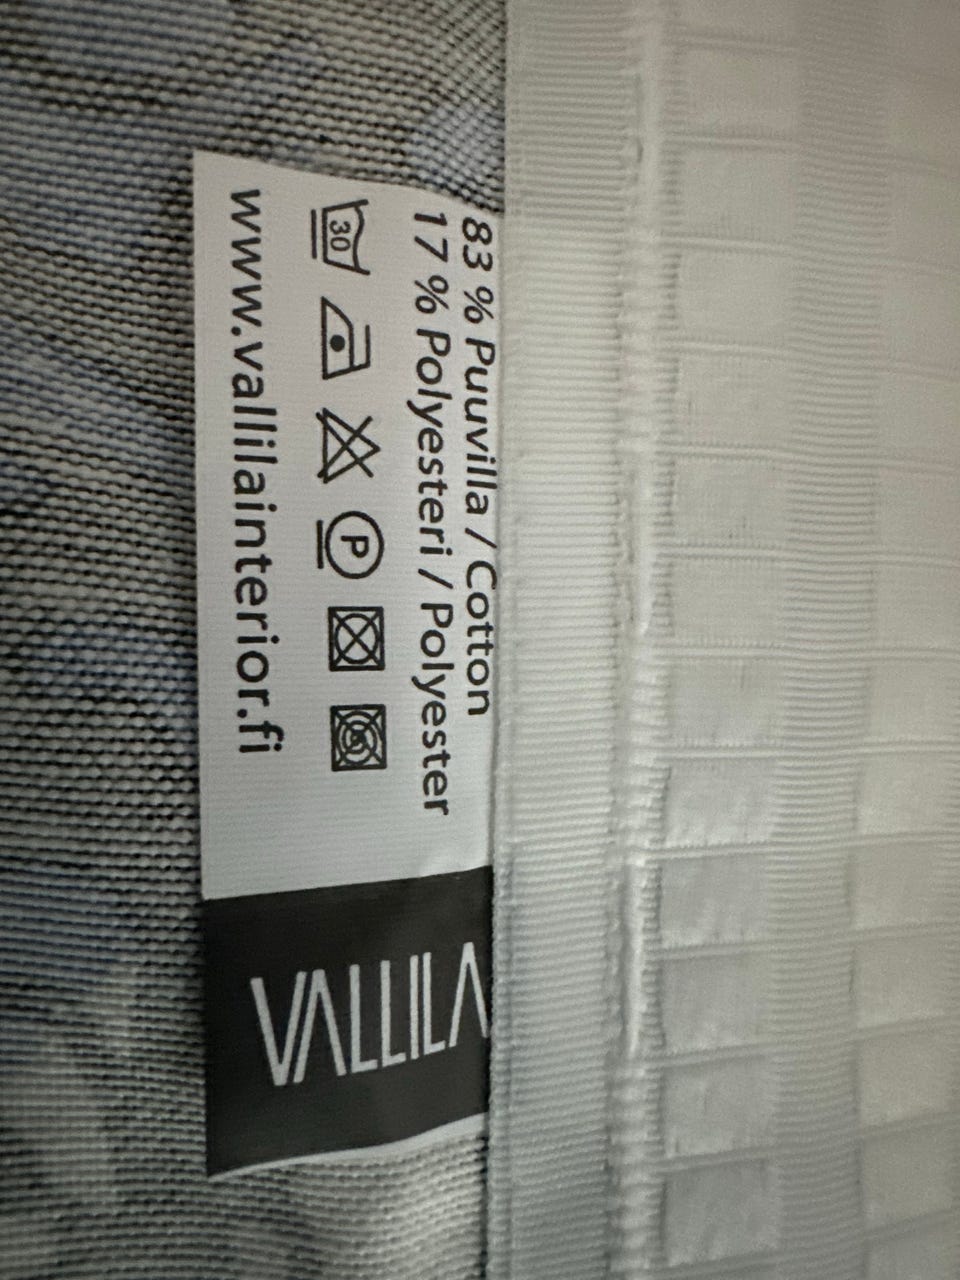 83 % Puuvilla / Cotton
17 % Polyesteri / Polyester
30 P
www.vallilainterior.fi
VALLILA